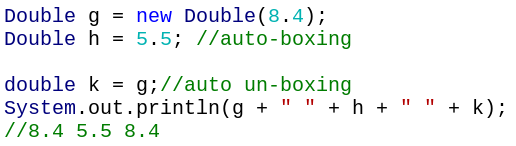 Double g = new Double(8.4);
Double h = 5.5; //auto-boxing
double k = g;//auto un-boxing
System.out.println(g + " " + h + " " + k);
//8.4 5.5 8.4